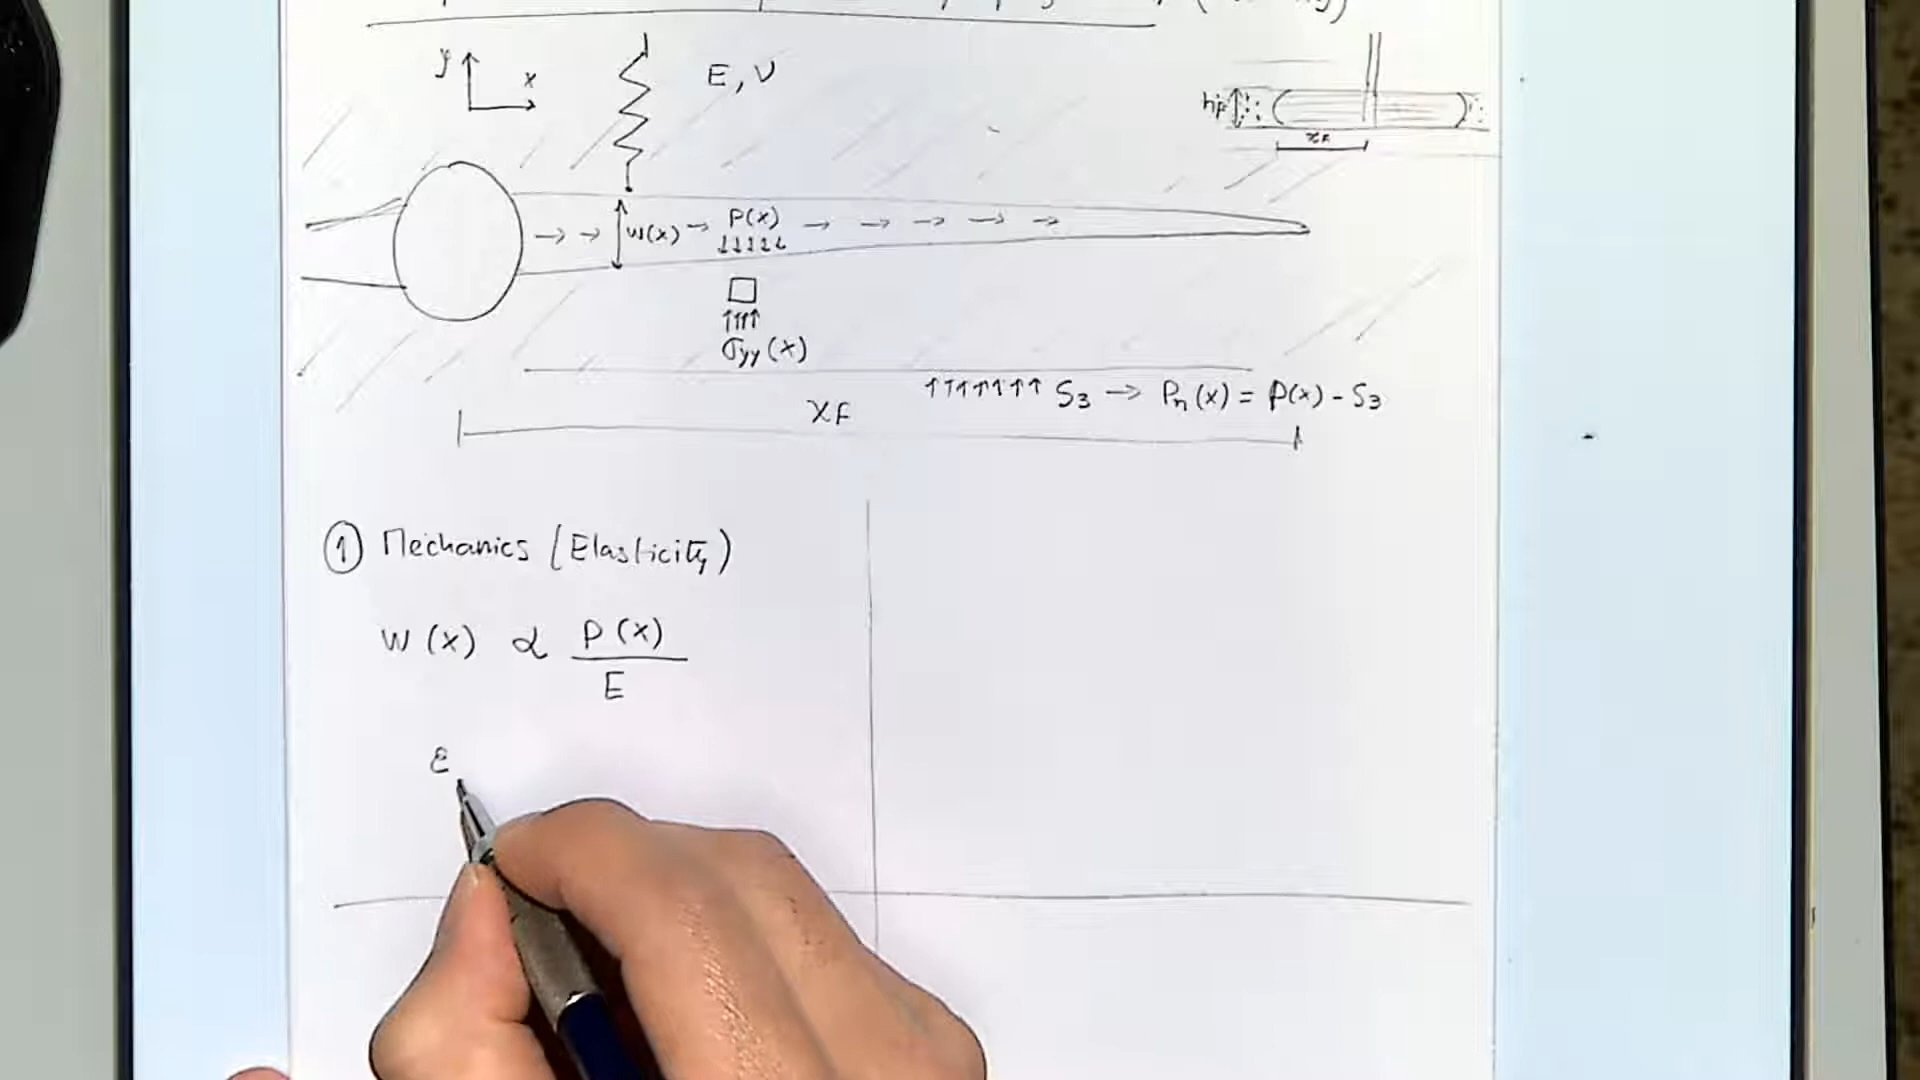 y
x
E, ν
hf
xF
w(x)
P(x)
σyy(x)
S3 → Pn(x) = P(x) - S3
xF
① Mechanics (Elasticity)
W(x) ∝ P(x)
E
ε